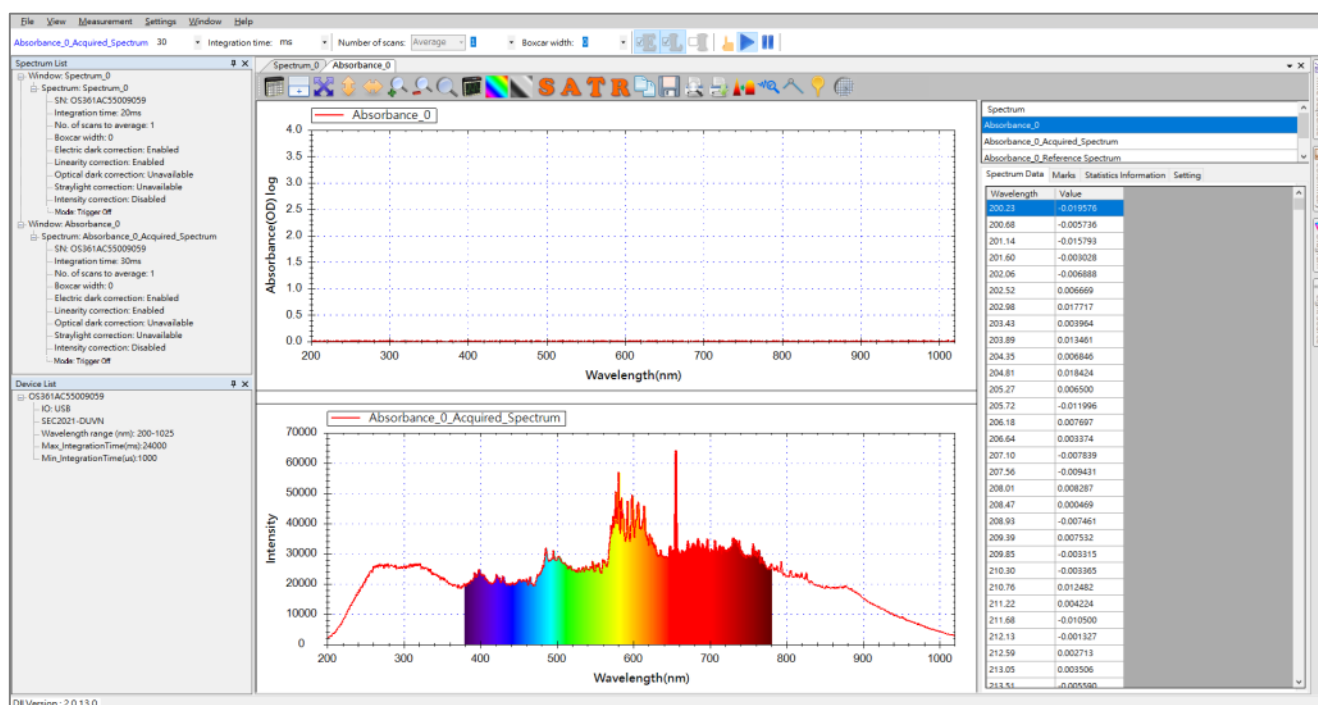 File View Measurement Settings Window Help
Absorbance_0_Acquired_Spectrum 30 Integration time: ms Number of scans: Average 1 Boxcar width: 0
Spectrum List
Window: Spectrum_0
Spectrum: Spectrum_0
SN: OS361AC55009059
Integration time: 20ms
No. of scans to average: 1
Boxcar width: 0
Electric dark correction: Enabled
Linearity correction: Enabled
Optical dark correction: Unavailable
Straylight correction: Unavailable
Intensity correction: Disabled
Mode: Trigger Off
Window: Absorbance_0
Spectrum: Absorbance_0_Acquired_Spectrum
SN: OS361AC55009059
Integration time: 30ms
No. of scans to average: 1
Boxcar width: 0
Electric dark correction: Enabled
Linearity correction: Enabled
Optical dark correction: Unavailable
Straylight correction: Unavailable
Intensity correction: Disabled
Mode: Trigger Off
Device List
OS361AC55009059
IO: USB
SEC2021-DUVN
Wavelength range (nm): 200-1025
Max_IntegrationTime(ms):24000
Min_IntegrationTime(us):1000
Spectrum_0 Absorbance_0
S A T R
Absorbance_0
Absorbance(OD) log
4.0
3.5
3.0
2.5
2.0
1.5
1.0
0.5
0.0
200 300 400 500 600 700 800 900 1000
Wavelength(nm)
Absorbance_0_Acquired_Spectrum
Intensity
70000
60000
50000
40000
30000
20000
10000
0
200 300 400 500 600 700 800 900 1000
Wavelength(nm)
Spectrum
Absorbance_0
Absorbance_0_Acquired_Spectrum
Absorbance_0_Reference Spectrum
Spectrum Data Marks Statistics Information Setting
Wavelength Value
200.23 -0.019576
200.68 -0.005736
201.14 -0.015793
201.60 -0.003028
202.06 -0.006888
202.52 0.006669
202.98 0.017717
203.43 0.003964
203.89 0.013461
204.35 0.006846
204.81 0.018424
205.27 0.006500
205.72 -0.011996
206.18 0.007697
206.64 0.003374
207.10 -0.007839
207.56 -0.009431
208.01 0.008287
208.47 0.000469
208.93 -0.007461
209.39 0.007532
209.85 -0.003315
210.30 -0.003365
210.76 0.012482
211.22 0.004224
211.68 -0.010500
212.13 -0.001327
212.59 0.002713
213.05 0.003506
213.51 -0.005590
Dll Version : 2.0.13.0